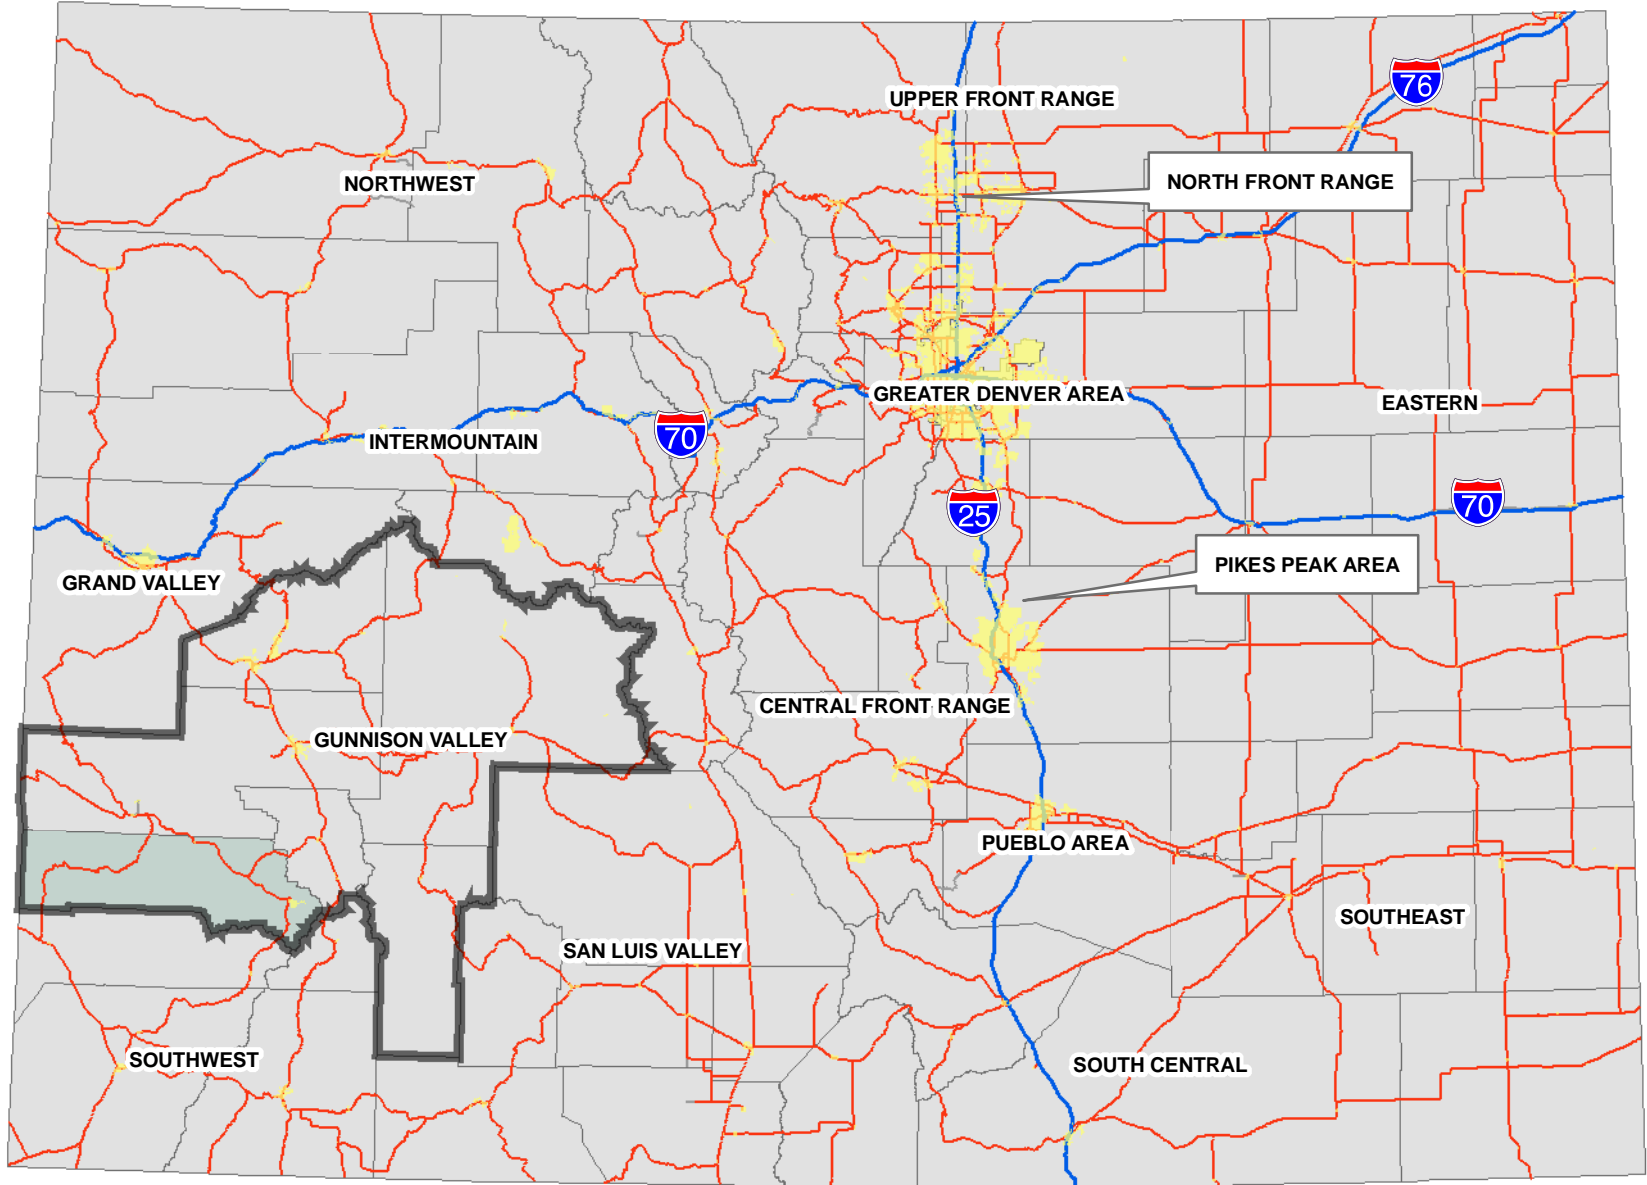 76
UPPER FRONT RANGE
NORTH FRONT RANGE
NORTHWEST
GREATER DENVER AREA
EASTERN
INTERMOUNTAIN
70
25
70
PIKES PEAK AREA
GRAND VALLEY
CENTRAL FRONT RANGE
GUNNISON VALLEY
PUEBLO AREA
SOUTHEAST
SAN LUIS VALLEY
SOUTHWEST
SOUTH CENTRAL